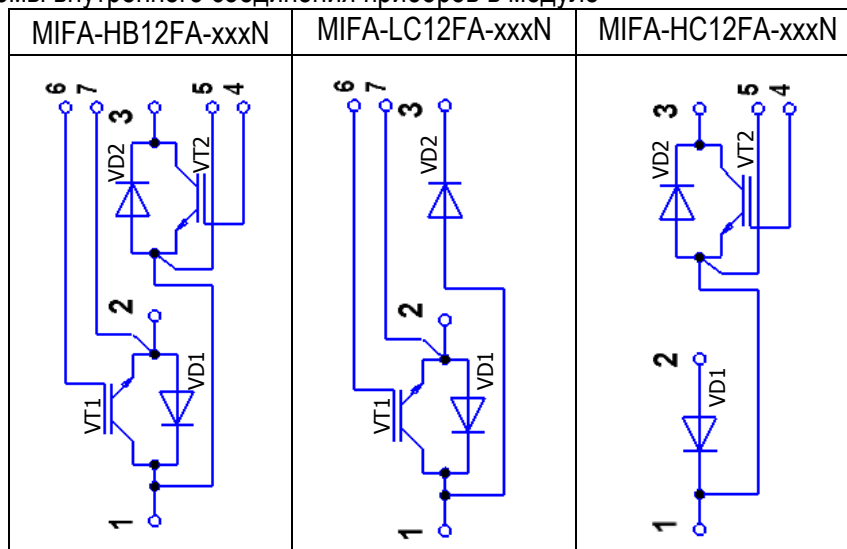 MIFA-HB12FA-xxxN
MIFA-LC12FA-xxxN
MIFA-HC12FA-xxxN
6 7 3 5 4
VD2 VT2
2
VT1 VD1
1
6 7 3
VD2
2
VT1 VD1
1
3 5 4
VD2 VT2
2
VD1
1